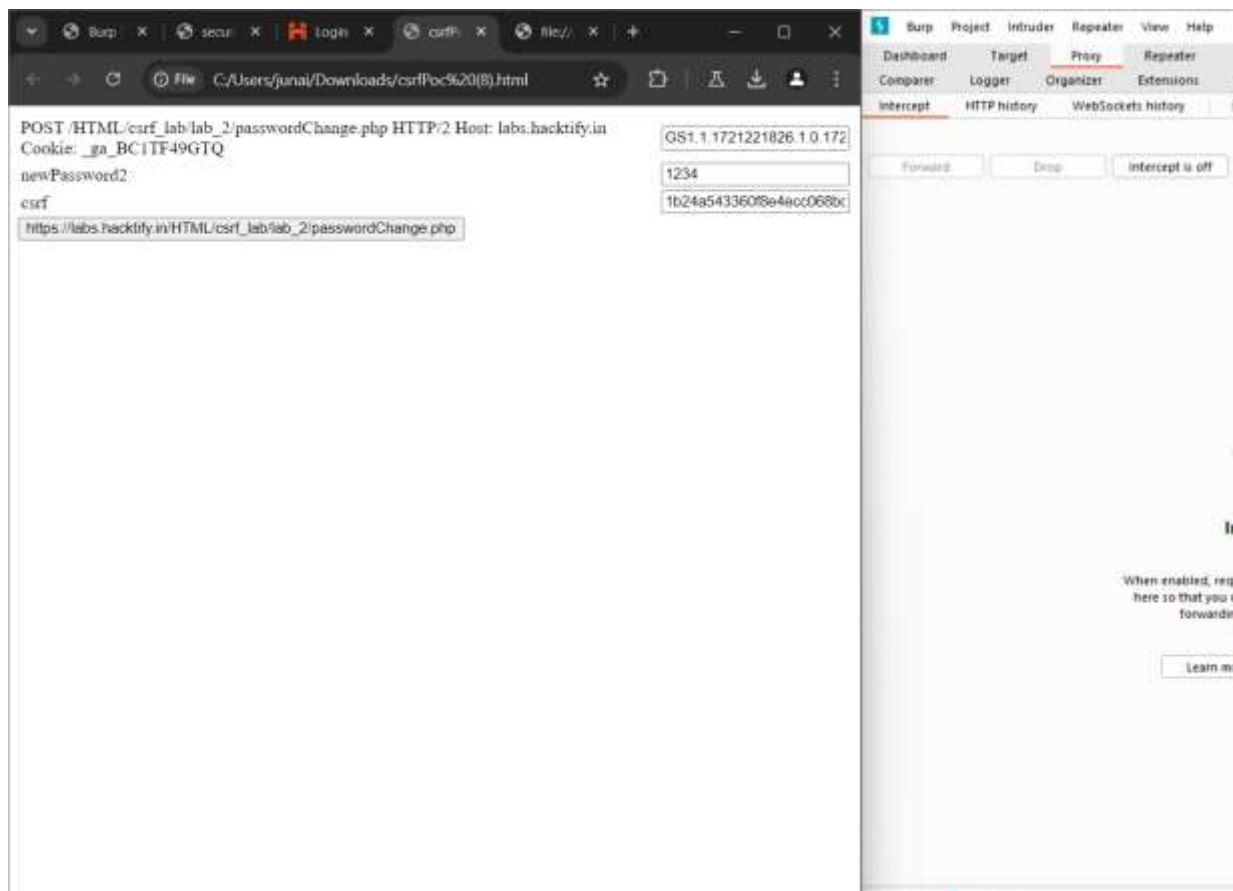 Burp
secur
Login
csrfP
file://
File C:/Users/junai/Downloads/csrfPoc%20(8).html
POST /HTML/csrf_lab/lab_2/passwordChange.php HTTP/2 Host: labs.hacktify.in
Cookie: _ga_BC1TF49GTQ
GS1.1.1721221826.1.0.172
newPassword2
1234
csrf
https://labs.hacktify.in/HTML/csrf_lab/lab_2/passwordChange.php
Burp Project Intruder Repeater View Help
Dashboard Target Proxy Repeater
Comparer Logger Organizer Extensions
Intercept HTTP history WebSockets history
Forward Drop Intercept is off
When enabled, req
here so that you
forwardin
Learn m